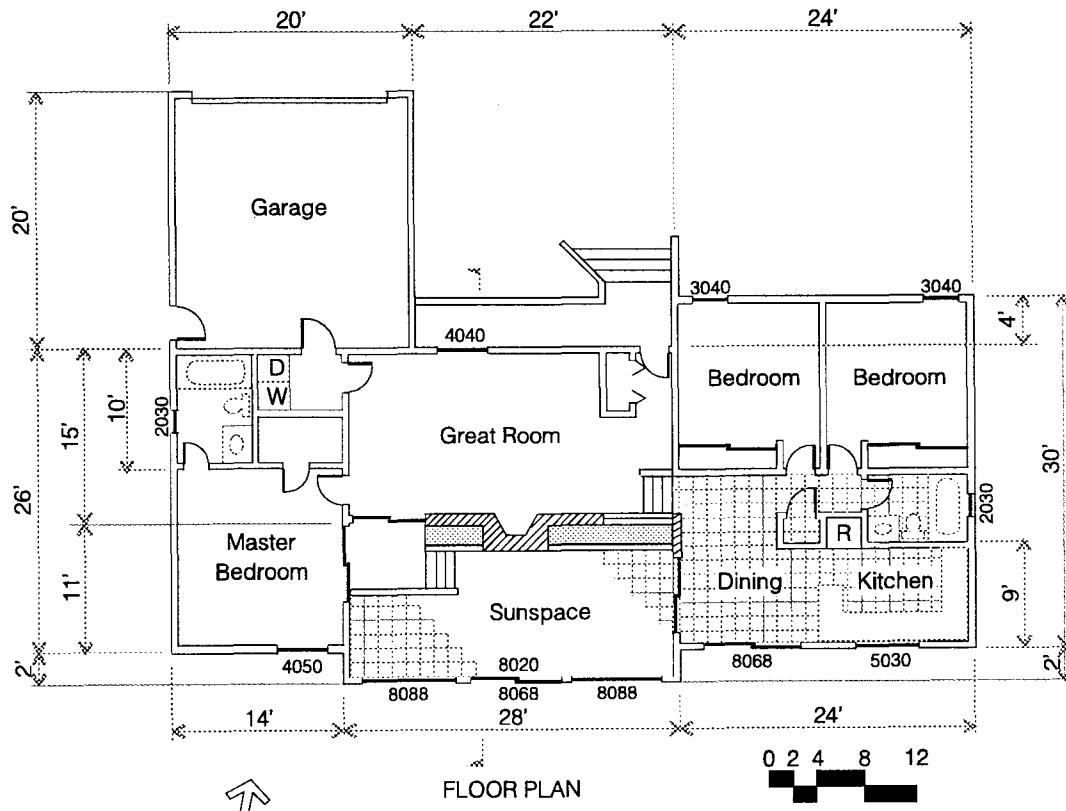 20'
22'
24'
Garage
20'
3040
3040
4'
4040
D
W
Bedroom
Bedroom
2030
10'
15'
26'
Great Room
30'
2030
R
Master
Bedroom
Dining
Kitchen
11'
9'
Sunspace
2'
4050
8020
8088
8068
8088
8068
5030
2'
14'
28'
24'
0 2 4 8 12
FLOOR PLAN